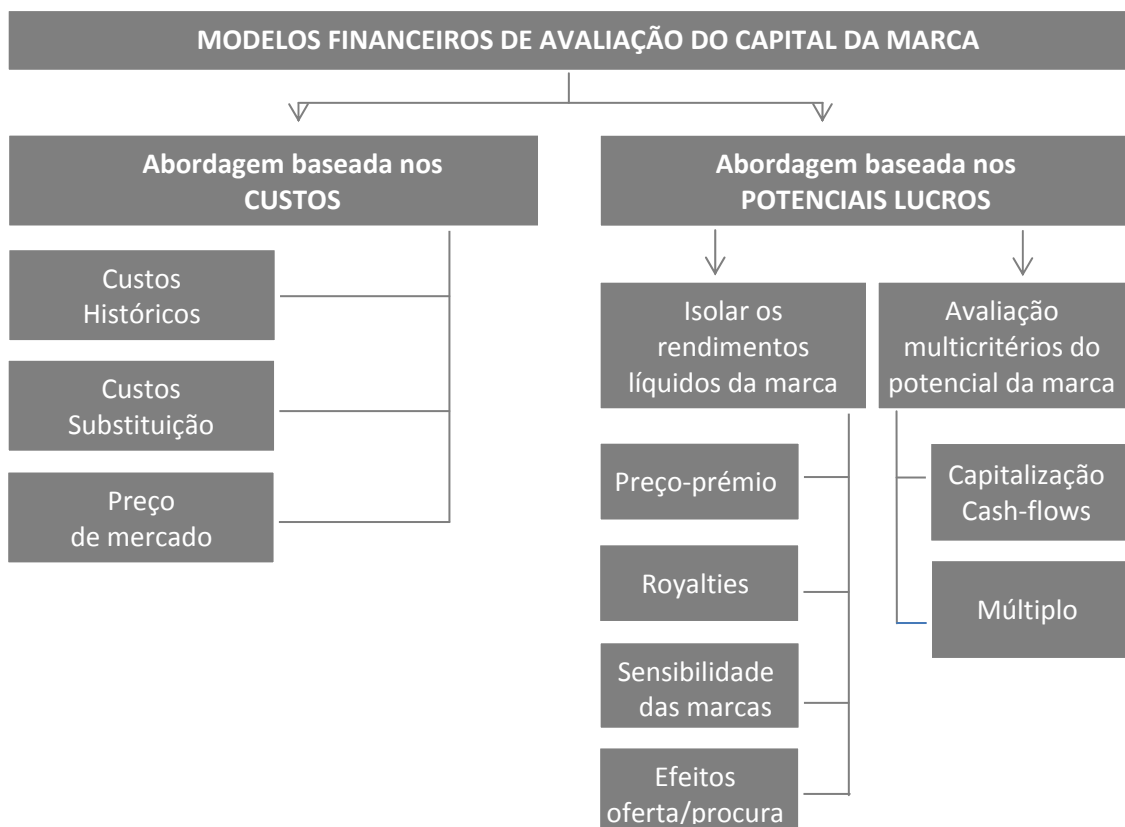 MODELOS FINANCEIROS DE AVALIAÇÃO DO CAPITAL DA MARCA
Abordagem baseada nos
CUSTOS
Custos
Históricos
Custos
Substituição
Preço
de mercado
Abordagem baseada nos
POTENCIAIS LUCROS
Isolar os
rendimentos
líquidos da marca
Preço-prémio
Royalties
Sensibilidade
das marcas
Efeitos
oferta/procura
Avaliação
multicritérios do
potencial da marca
Capitalização
Cash-flows
Múltiplo